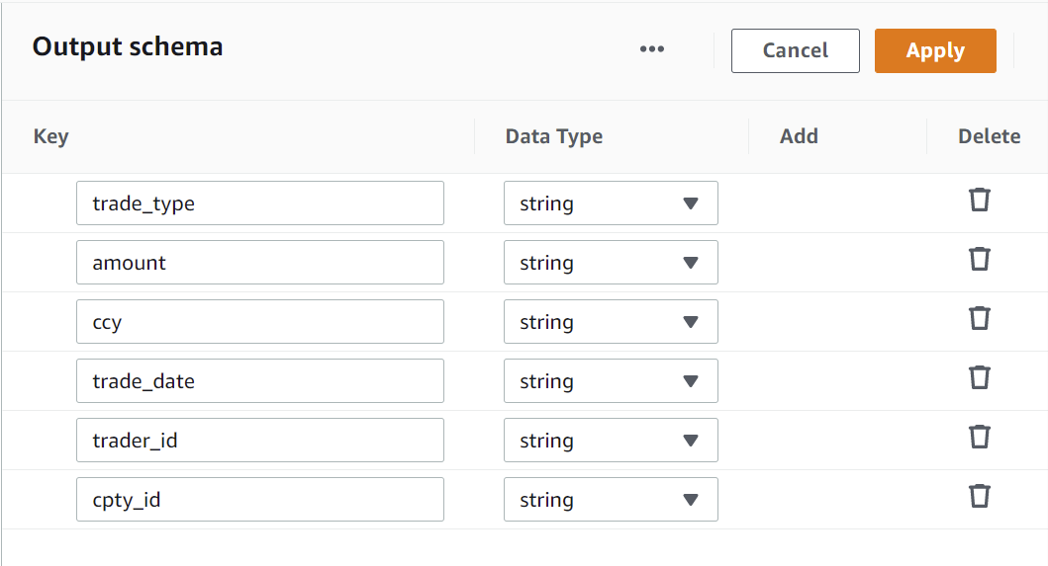 Output schema
Cancel
Apply
Key Data Type Add Delete
trade_type string
amount string
ccy string
trade_date string
trader_id string
cpty_id string